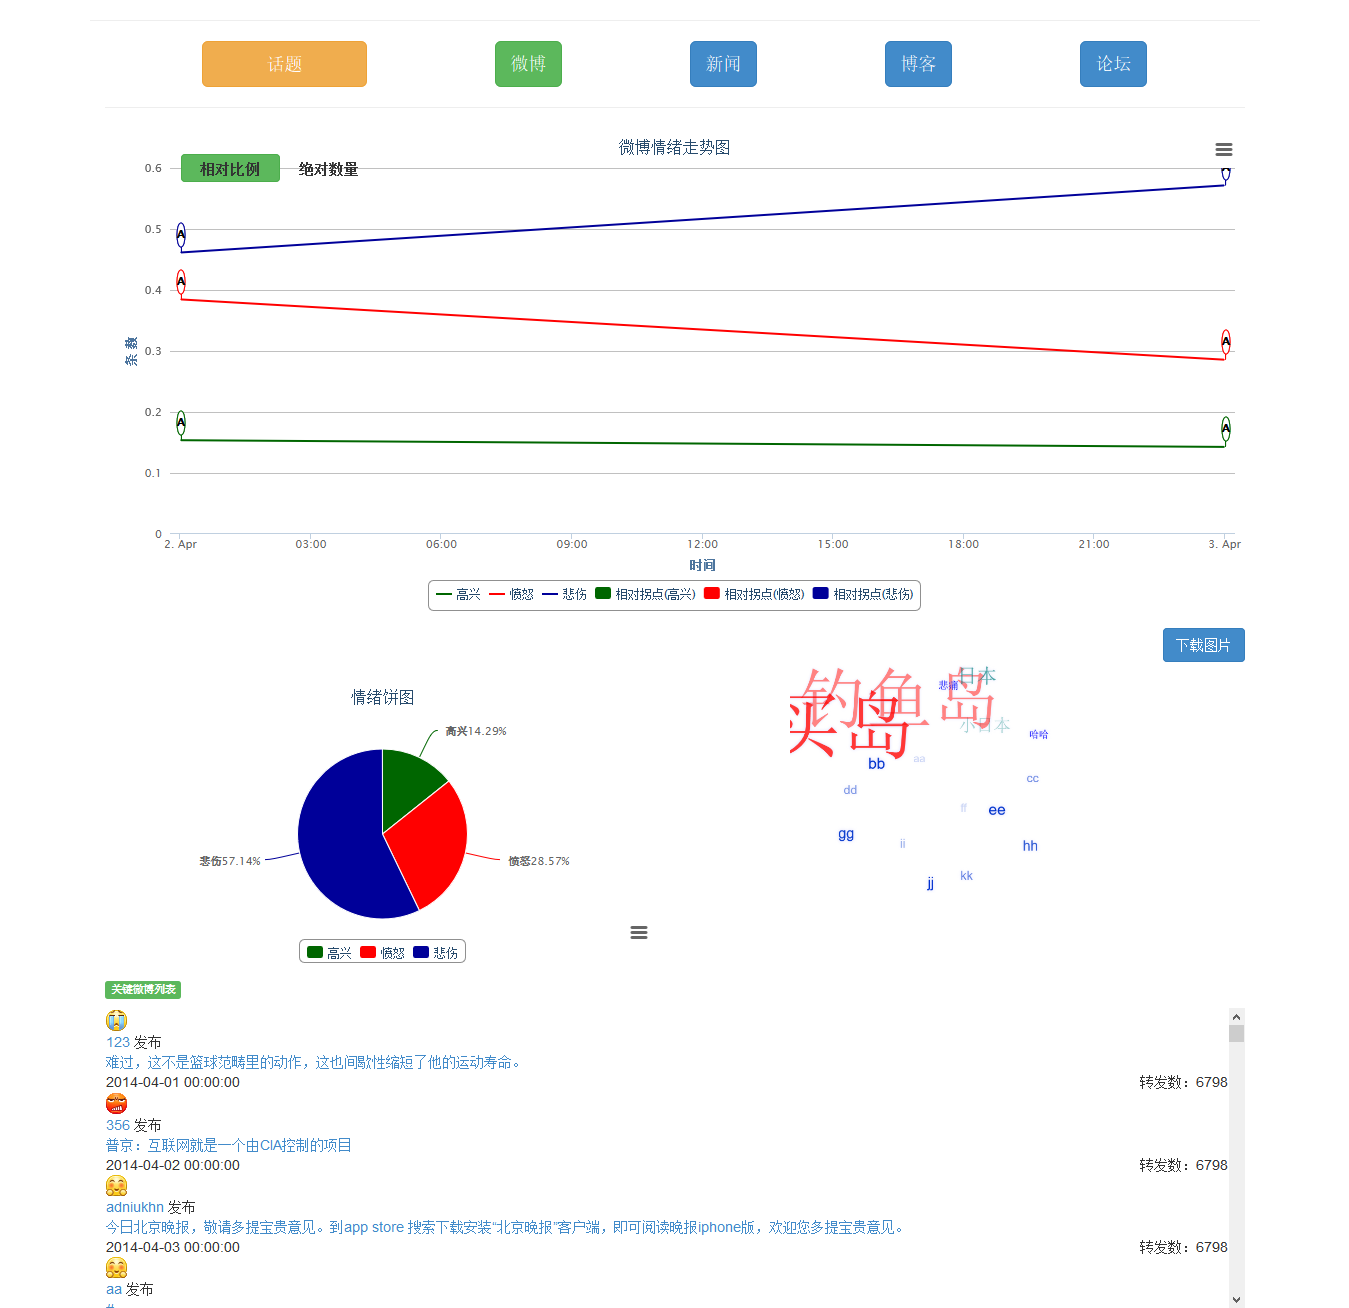 话题 微博 新闻 博客 论坛
微博情绪走势图
相对比例 绝对数量
0.6
A
A
0.5
A
0.4
条 数
0.3
A
0.2
A
A
0.1
0
2. Apr 03:00 06:00 09:00 12:00 15:00 18:00 21:00 3. Apr
时间
高兴 愤怒 悲伤 相对拐点(高兴) 相对拐点(愤怒) 相对拐点(悲伤)
下载图片
情绪饼图
高兴14.29%
悲伤57.14%
愤怒28.57%
高兴 愤怒 悲伤
钓鱼岛
日本
悲痛
买岛
小日本
哈哈
bb
aa
cc
dd
ff
ee
gg
ii
hh
jj
kk
关键微博列表
123 发布
难过，这不是篮球范畴里的动作，这也间歇性缩短了他的运动寿命。
2014-04-01 00:00:00 转发数：6798
356 发布
普京：互联网就是一个由CIA控制的项目
2014-04-02 00:00:00 转发数：6798
adniukhn 发布
今日北京晚报，敬请多提宝贵意见。到app store 搜索下载安装“北京晚报”客户端，即可阅读晚报iphone版，欢迎您多提宝贵意见。
2014-04-03 00:00:00 转发数：6798
aa 发布